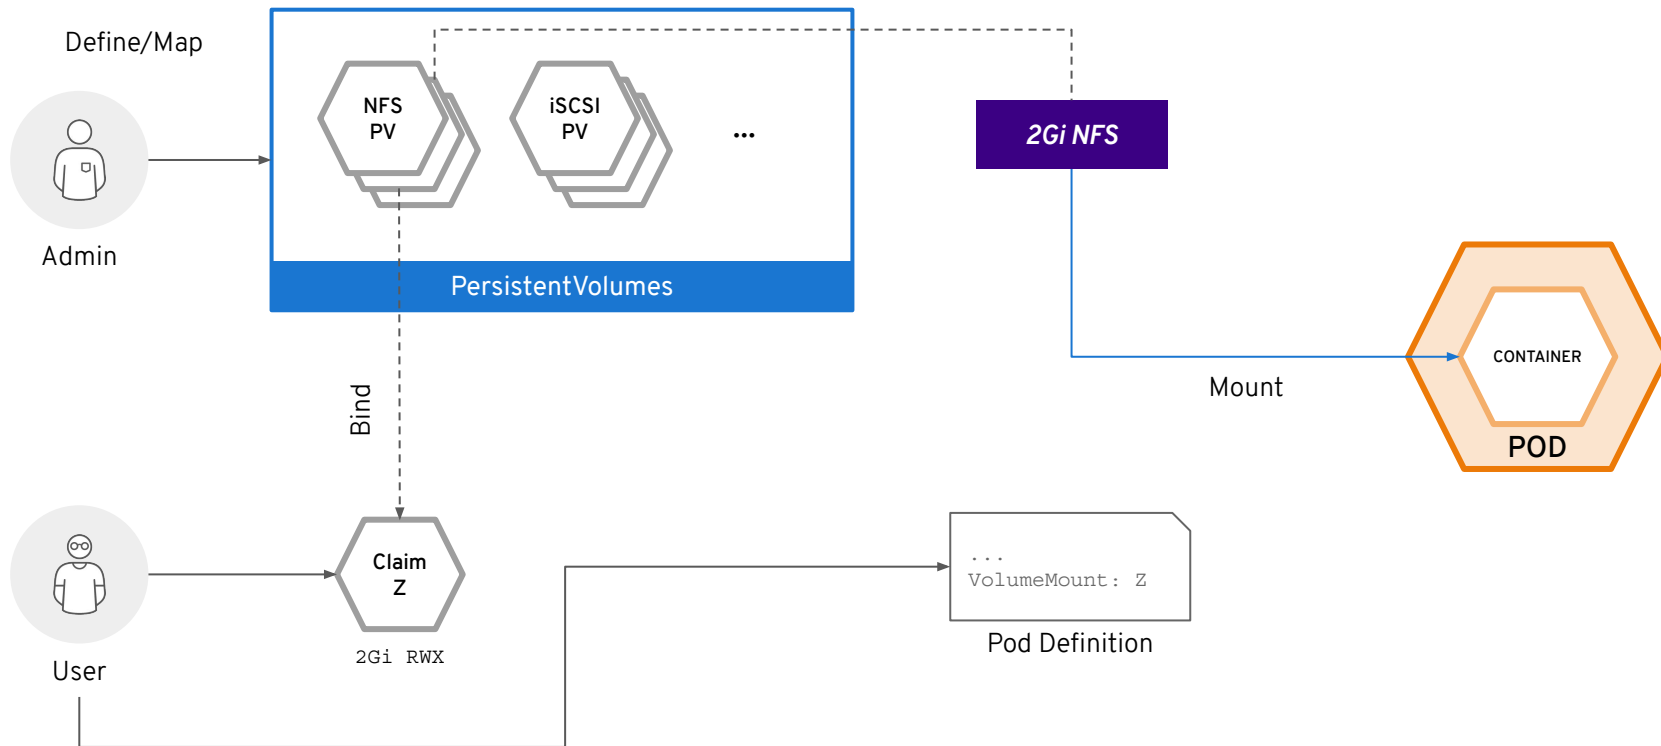 Define/Map
NFS
PV
iSCSI
PV
...
2Gi NFS
Admin
PersistentVolumes
CONTAINER
POD
Mount
Bind
Claim
Z
2Gi RWX
User
...
VolumeMount: Z
Pod Definition